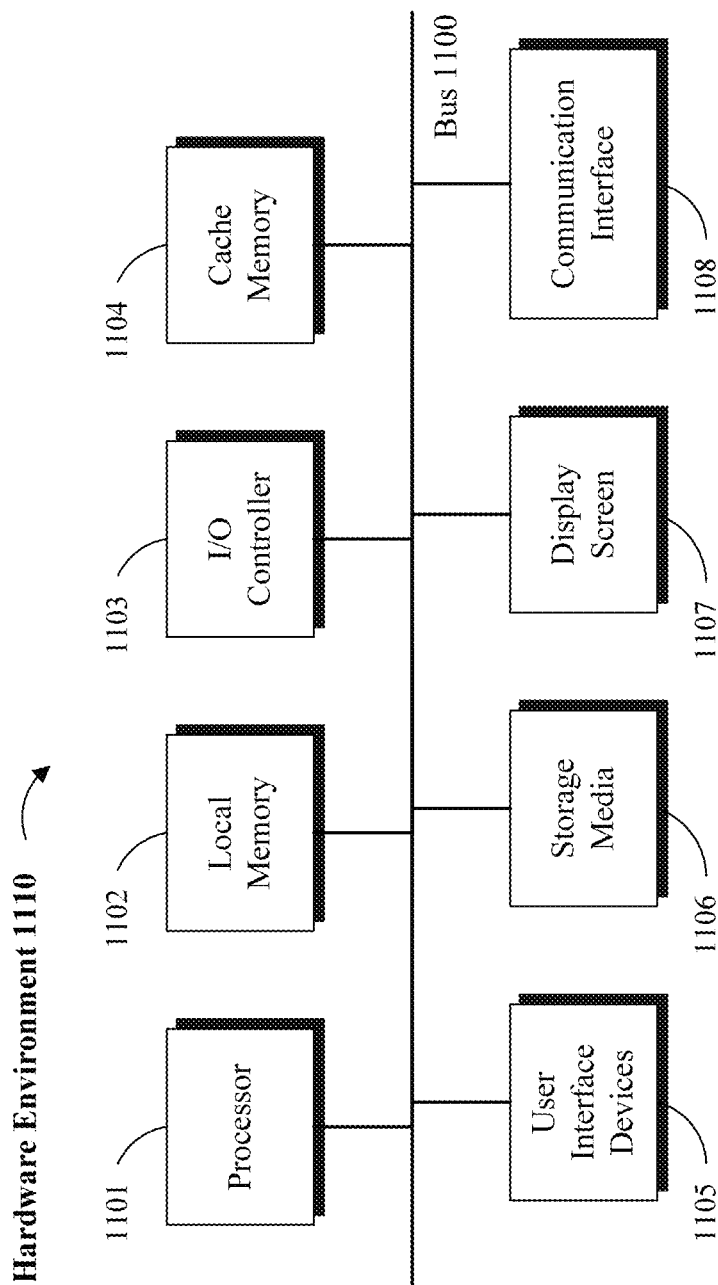 Hardware Environment 1110
1101
Processor
1102
Local
Memory
1103
I/O
Controller
1104
Cache
Memory
Bus 1100
1105
User
Interface
Devices
1106
Storage
Media
1107
Display
Screen
1108
Communication
Interface